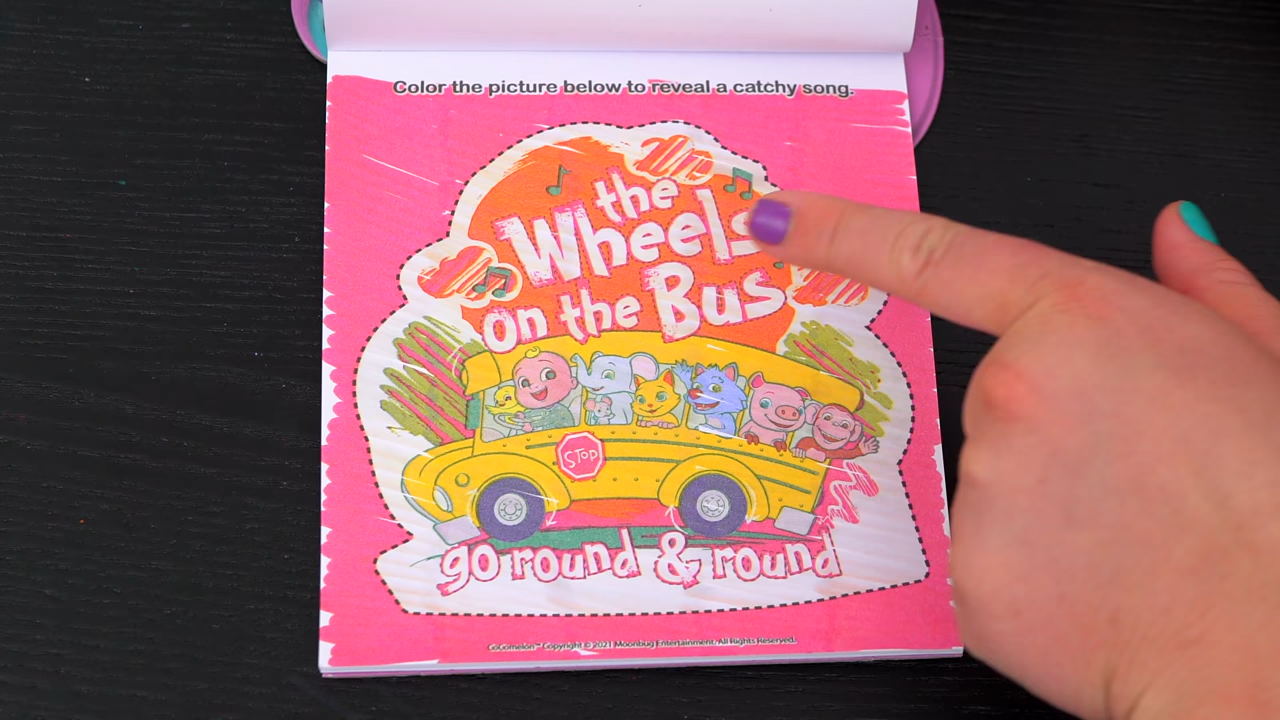 Color the picture below to reveal a catchy song.
the
Wheels
on the Bus
STOP
go round & round
CoComelon™ Copyright © 2021 Moonbug Entertainment. All Rights Reserved.